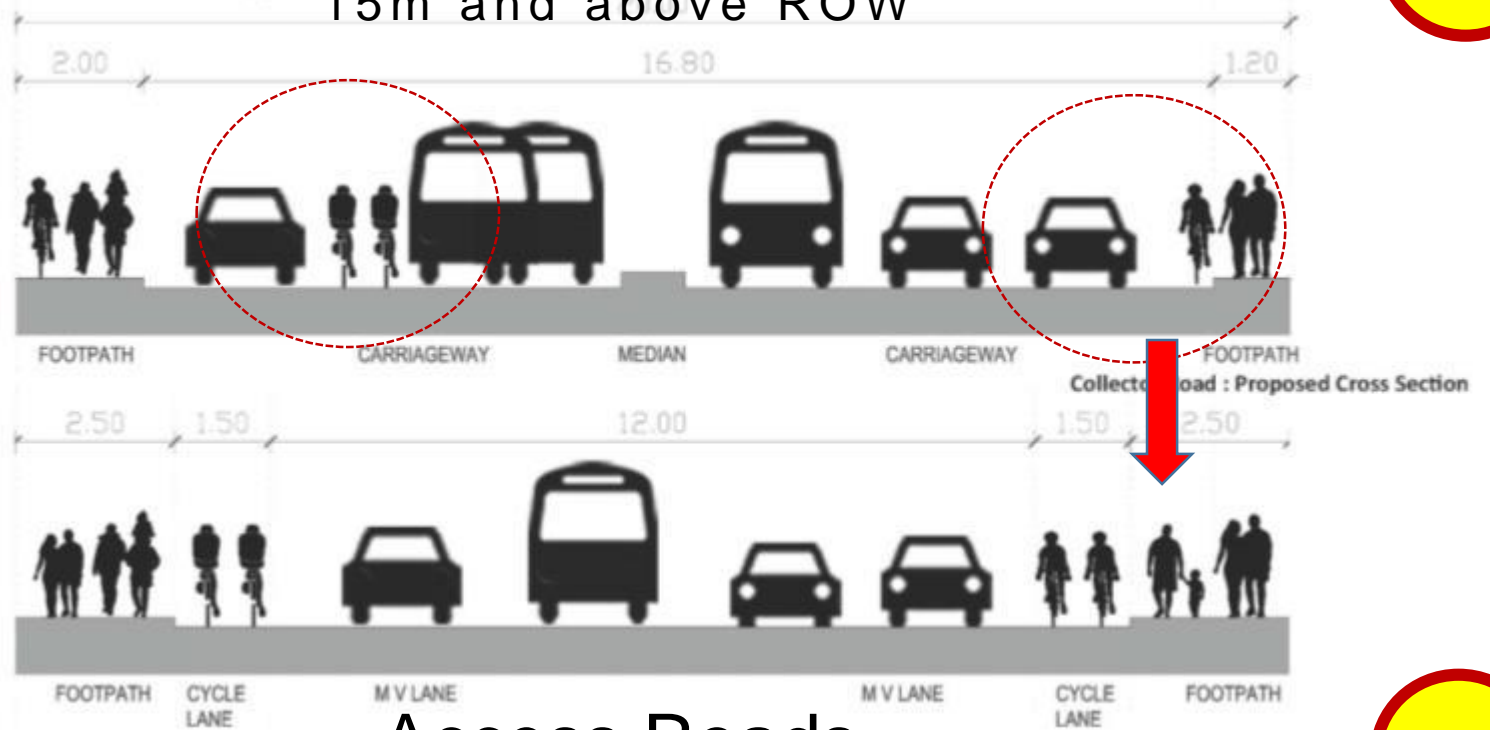 15m and above ROW
2.00 16.80 1.20
FOOTPATH CARRIAGEWAY MEDIAN CARRIAGEWAY FOOTPATH
: Proposed Cross Section
2.50 1.50 12.00 1.50 2.50
FOOTPATH CYCLE LANE M V LANE M V LANE CYCLE LANE FOOTPATH
Access Roads